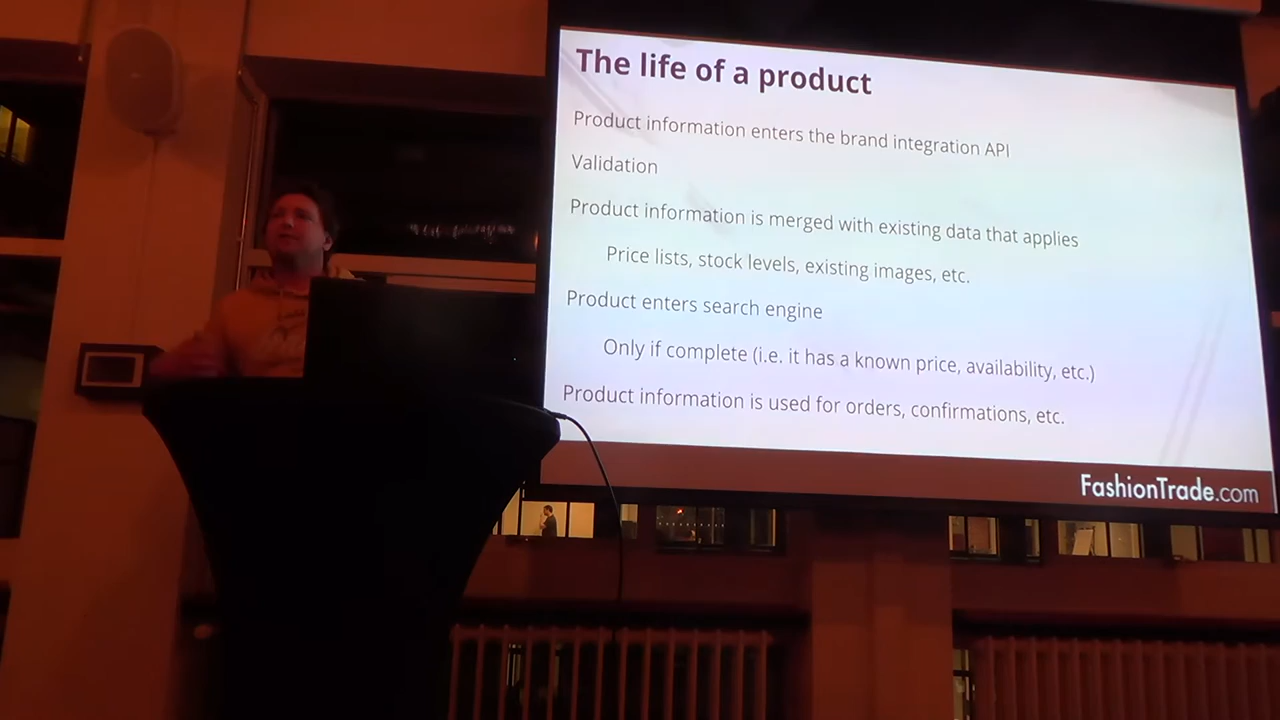 The life of a product
Product information enters the brand integration API
Validation
Product information is merged with existing data that applies
Price lists, stock levels, existing images, etc.
Product enters search engine
Only if complete (i.e. it has a known price, availability, etc.)
Product information is used for orders, confirmations, etc.
FashionTrade.com